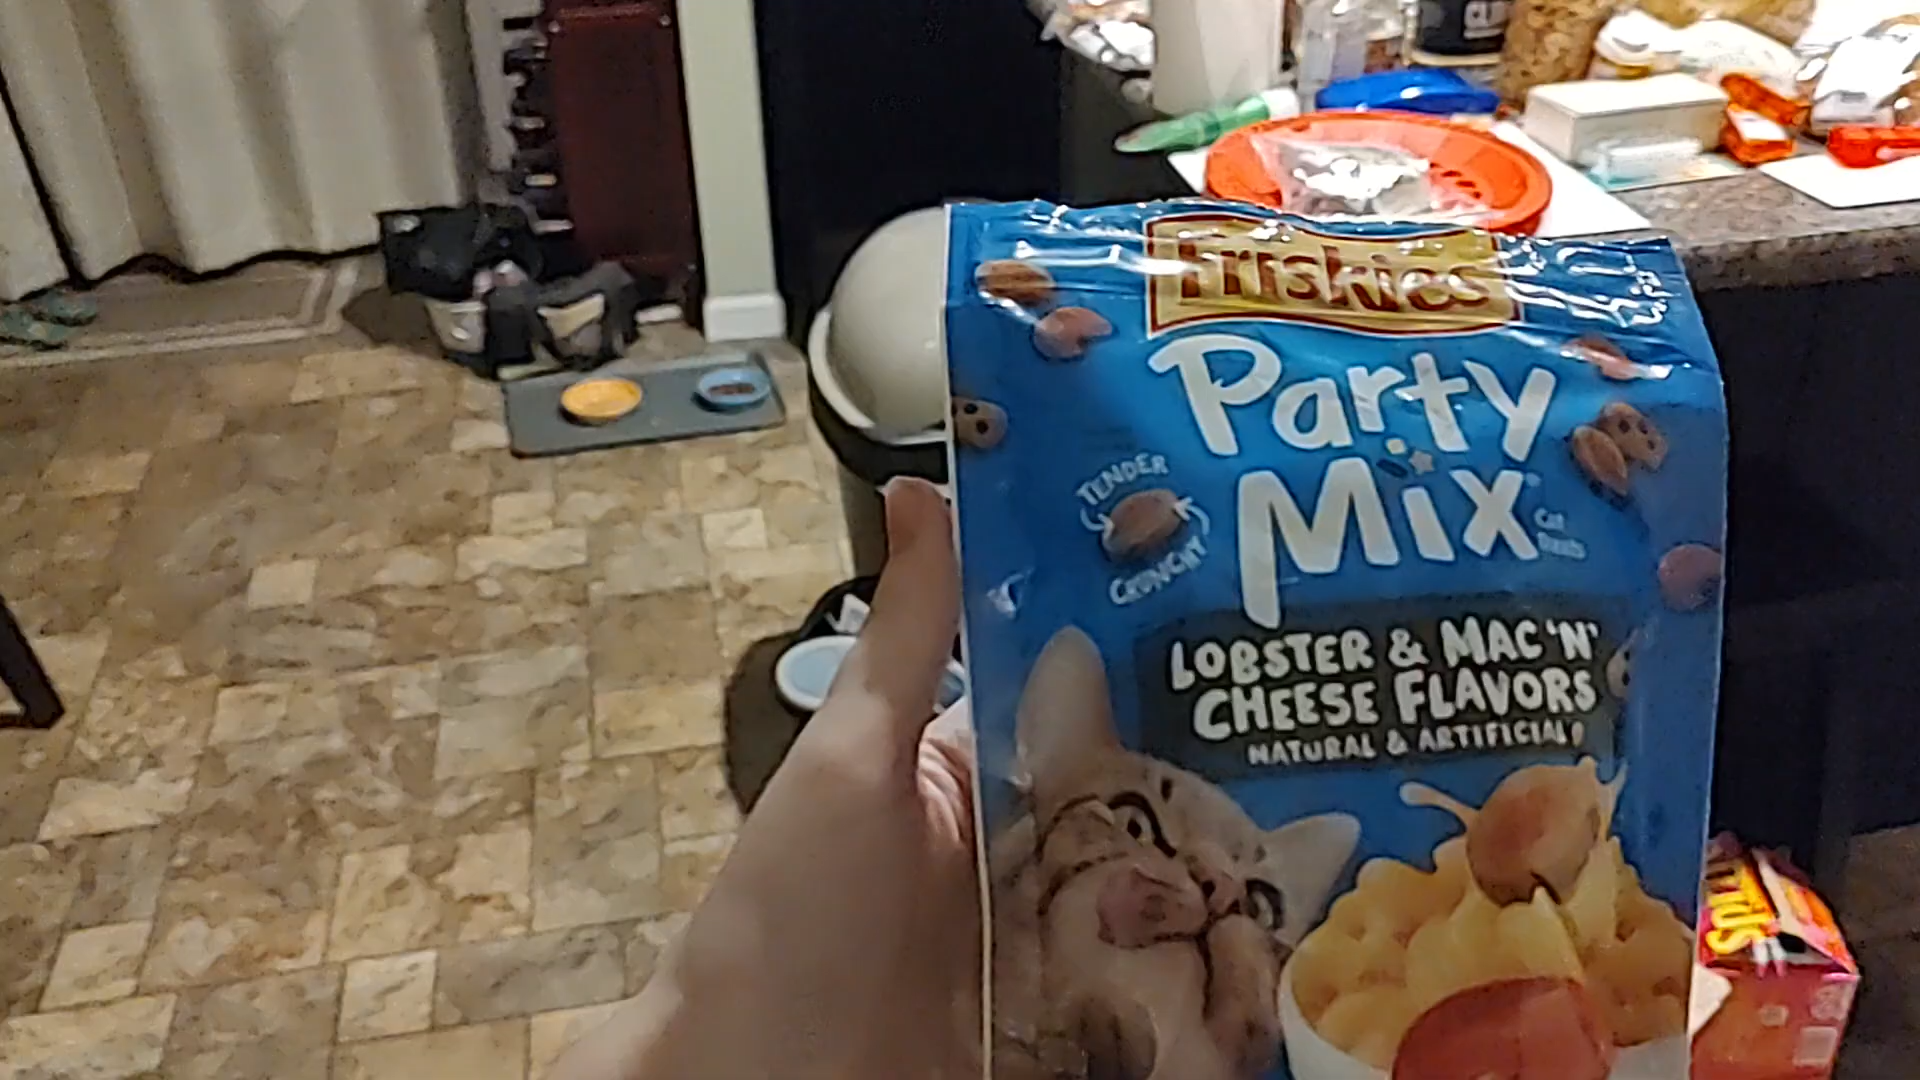 Friskies
Party
Mix
Cat
Treats
TENDER
CRUNCHY
LOBSTER & MAC 'N'
CHEESE FLAVORS
NATURAL & ARTIFICIAL